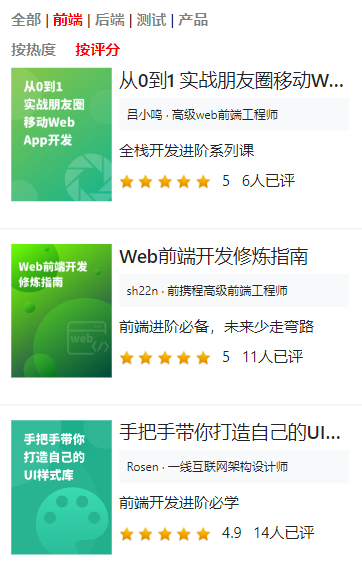 全部 | 前端 | 后端 | 测试 | 产品
按热度 按评分
从0到1
实战朋友圈
移动Web
App开发
从0到1 实战朋友圈移动W...
吕小鸣 · 高级web前端工程师
全栈开发进阶系列课
5 6人已评
Web前端开发
修炼指南
Web前端开发修炼指南
sh22n · 前携程高级前端工程师
前端进阶必备，未来少走弯路
5 11人已评
手把手带你
打造自己的
UI样式库
手把手带你打造自己的UI...
Rosen · 一线互联网架构设计师
前端开发进阶必学
4.9 14人已评